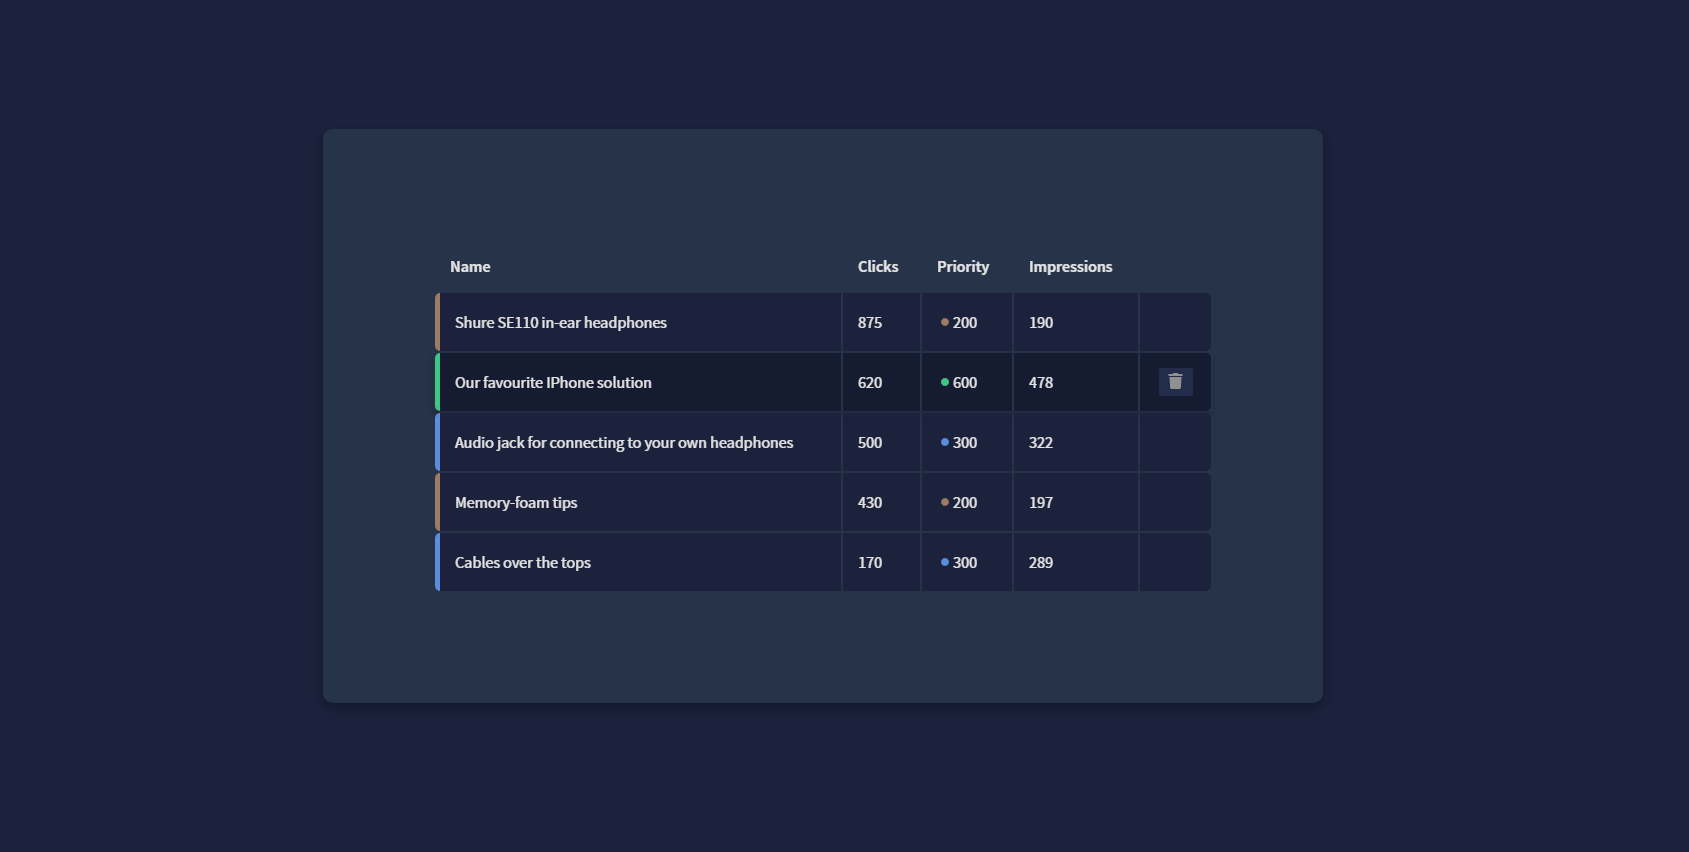 Name Clicks Priority Impressions
Shure SE110 in-ear headphones 875 200 190
Our favourite IPhone solution 620 600 478
Audio jack for connecting to your own headphones 500 300 322
Memory-foam tips 430 200 197
Cables over the tops 170 300 289